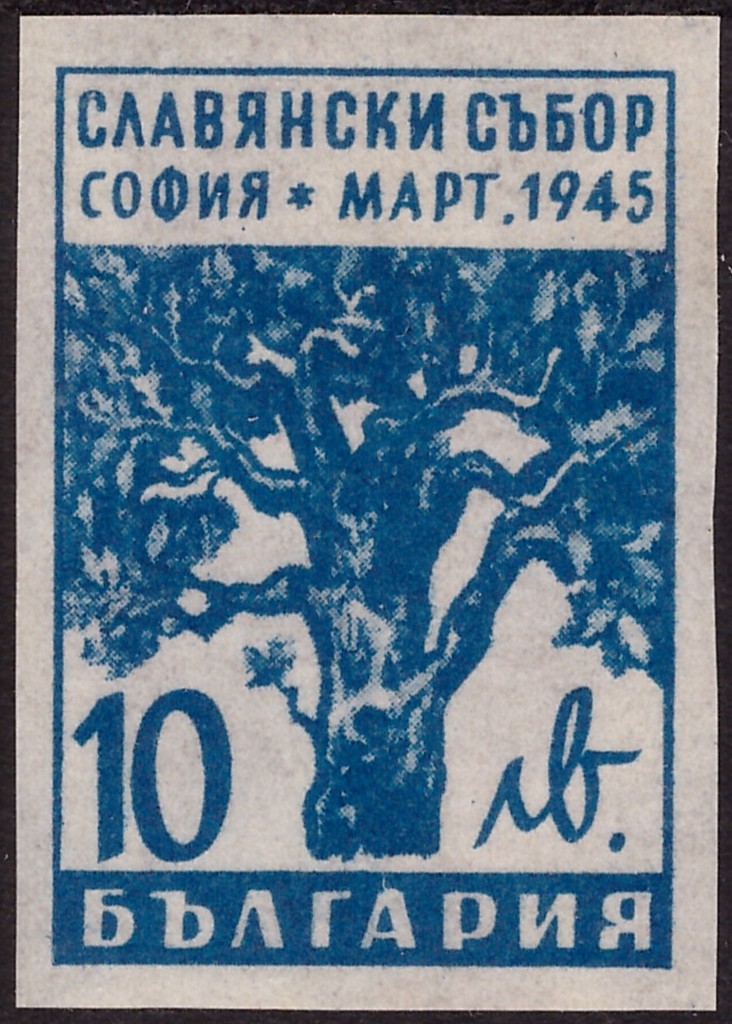 СЛАВЯНСКИ СЪБОР
СОФИЯ * МАРТ.1945
10 лв.
БЪЛГАРИЯ